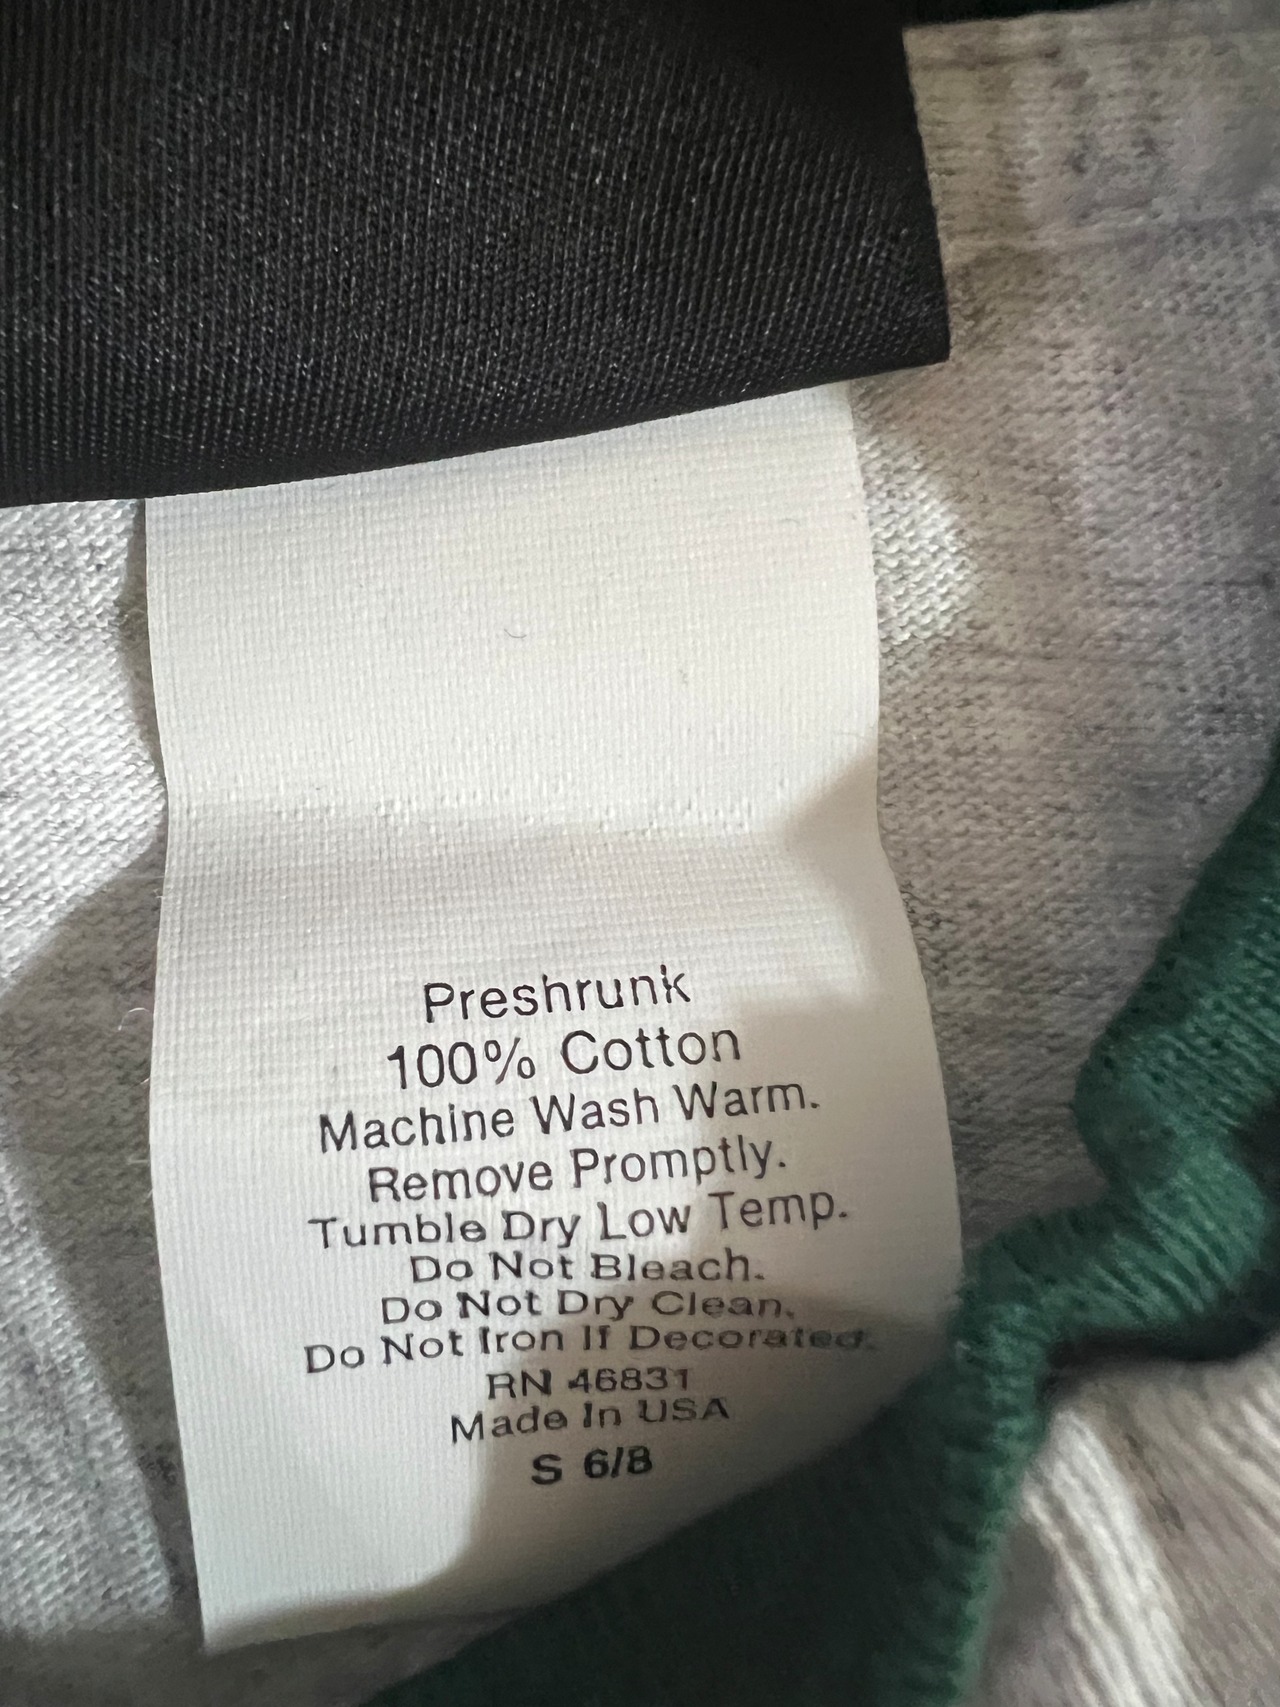 Preshrunk
100% Cotton
Machine Wash Warm.
Remove Promptly.
Tumble Dry Low Temp.
Do Not Bleach.
Do Not Dry Clean.
Do Not Iron If Decorated.
RN 46831
Made In USA
S 6/8